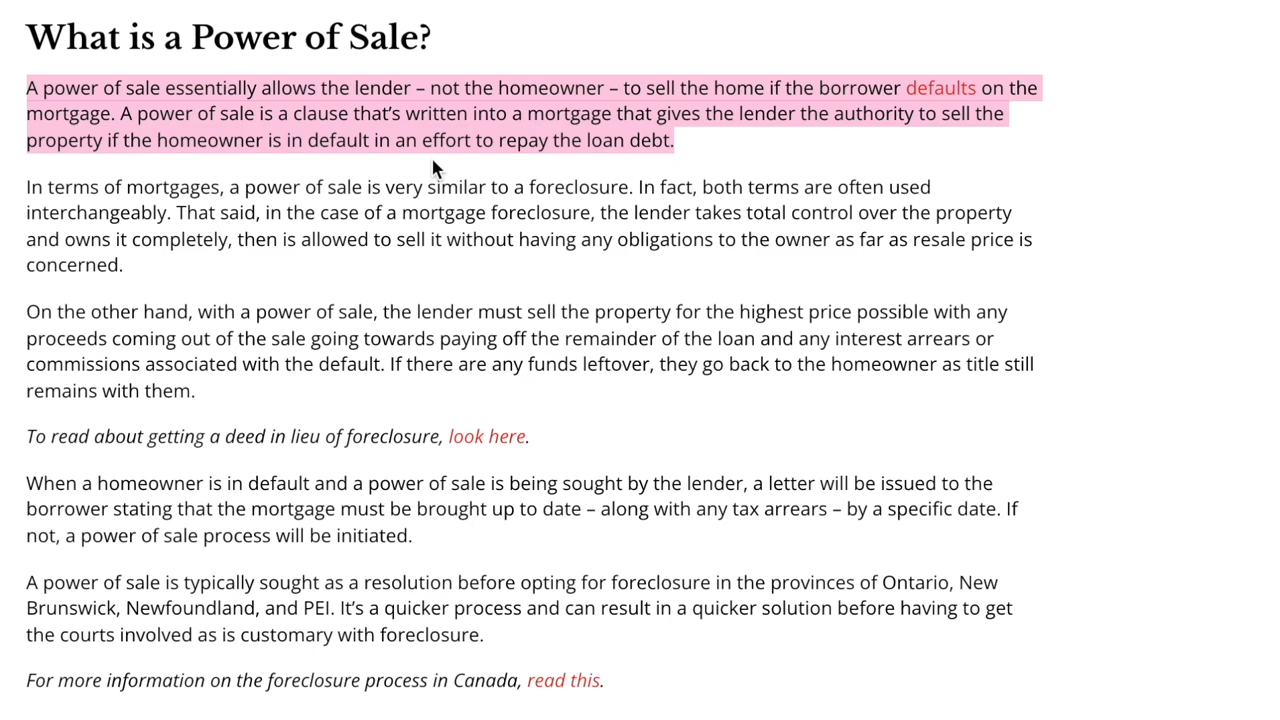 What is a Power of Sale?
A power of sale essentially allows the lender – not the homeowner – to sell the home if the borrower defaults on the
mortgage. A power of sale is a clause that’s written into a mortgage that gives the lender the authority to sell the
property if the homeowner is in default in an effort to repay the loan debt.
In terms of mortgages, a power of sale is very similar to a foreclosure. In fact, both terms are often used
interchangeably. That said, in the case of a mortgage foreclosure, the lender takes total control over the property
and owns it completely, then is allowed to sell it without having any obligations to the owner as far as resale price is
concerned.
On the other hand, with a power of sale, the lender must sell the property for the highest price possible with any
proceeds coming out of the sale going towards paying off the remainder of the loan and any interest arrears or
commissions associated with the default. If there are any funds leftover, they go back to the homeowner as title still
remains with them.
To read about getting a deed in lieu of foreclosure, look here.
When a homeowner is in default and a power of sale is being sought by the lender, a letter will be issued to the
borrower stating that the mortgage must be brought up to date – along with any tax arrears – by a specific date. If
not, a power of sale process will be initiated.
A power of sale is typically sought as a resolution before opting for foreclosure in the provinces of Ontario, New
Brunswick, Newfoundland, and PEI. It’s a quicker process and can result in a quicker solution before having to get
the courts involved as is customary with foreclosure.
For more information on the foreclosure process in Canada, read this.